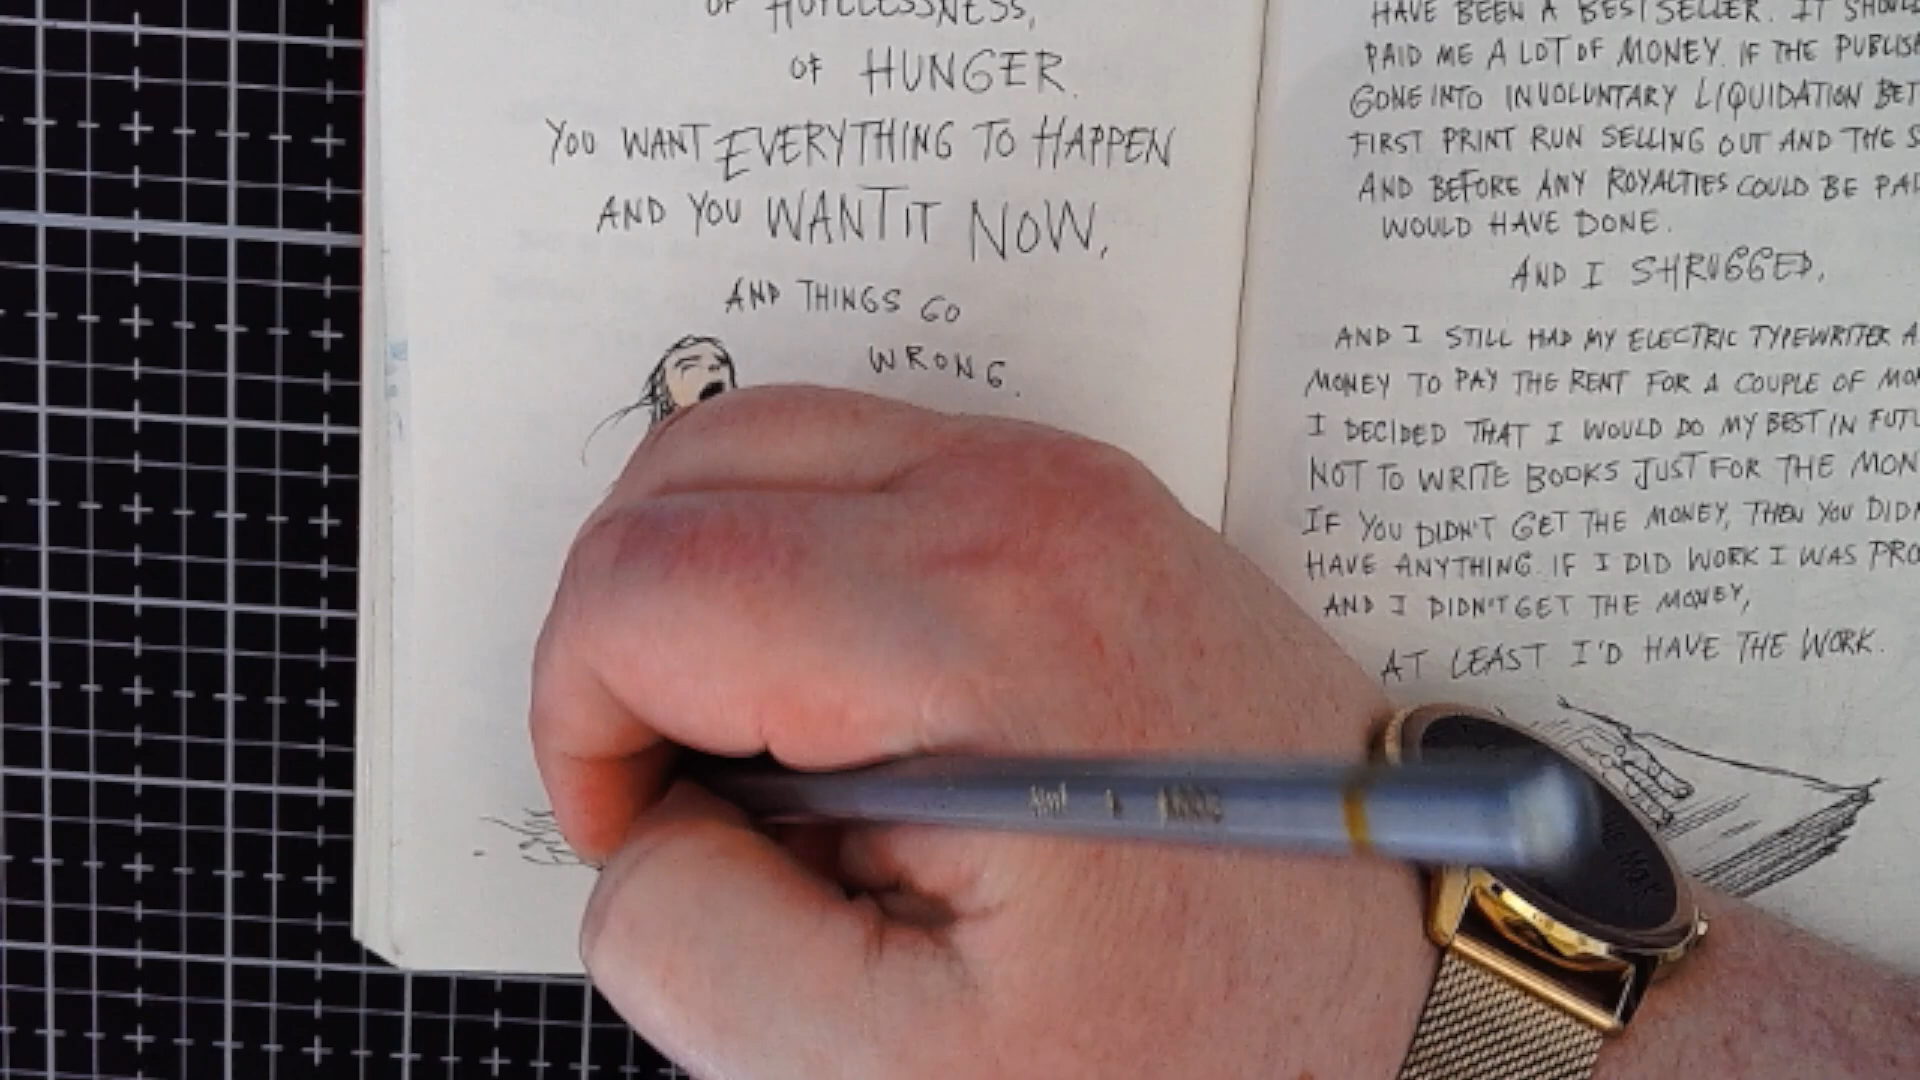 OF HOPELESSNESS,
OF HUNGER.
YOU WANT EVERYTHING TO HAPPEN
AND YOU WANT IT NOW,
AND THINGS GO
WRONG.
HAVE BEEN A BESTSELLER. IT
PAID ME A LOT OF MONEY. IF THE
GONE INTO INVOLUNTARY LIQUIDATION
FIRST PRINT RUN SELLING OUT AND THE
AND BEFORE ANY ROYALTIES COULD BE
WOULD HAVE DONE.
AND I SHRUGGED,
AND I STILL HAD MY ELECTRIC TYPEWRITER
MONEY TO PAY THE RENT FOR A COUPLE OF
I DECIDED THAT I WOULD DO MY BEST IN
NOT TO WRITE BOOKS JUST FOR THE
IF YOU DIDN'T GET THE MONEY, THEN YOU
HAVE ANYTHING. IF I DID WORK I WAS
AND I DIDN'T GET THE MONEY,
AT LEAST I'D HAVE THE WORK.